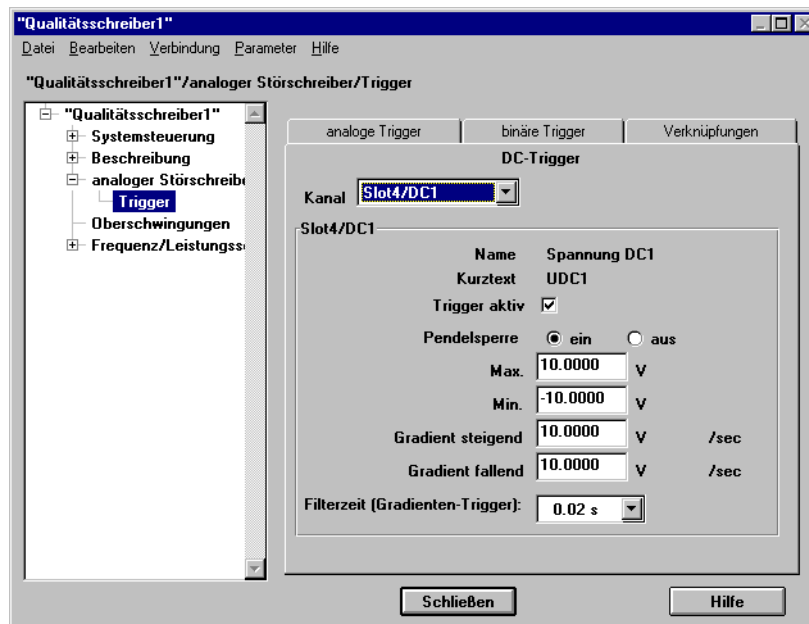 "Qualitätsschreiber1"
Datei Bearbeiten Verbindung Parameter Hilfe
"Qualitätsschreiber1"/analoger Störschreiber/Trigger
"Qualitätsschreiber1"
Systemsteuerung
Beschreibung
analoger Störschreibe
Trigger
Oberschwingungen
Frequenz/Leistungss
analoge Trigger binäre Trigger Verknüpfungen
DC-Trigger
Kanal Slot4/DC1
Slot4/DC1
Name Spannung DC1
Kurztext UDC1
Trigger aktiv
Pendelsperre ein aus
Max. 10.0000 V
Min. -10.0000 V
Gradient steigend 10.0000 V /sec
Gradient fallend 10.0000 V /sec
Filterzeit (Gradienten-Trigger): 0.02 s
Schließen Hilfe